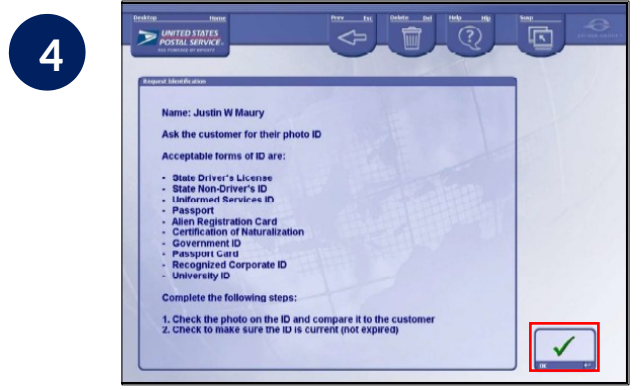 4
Desktop Home
Prev Esc
Delete Del
Help Hlp
Susp
UNITED STATES
POSTAL SERVICE
Request Identification
Name: Justin W Maury
Ask the customer for their photo ID
Acceptable forms of ID are:
- State Driver's License
- State Non-Driver's ID
- Uniformed Services ID
- Passport
- Alien Registration Card
- Certification of Naturalization
- Government ID
- Passport Card
- Recognized Corporate ID
- University ID
Complete the following steps:
1. Check the photo on the ID and compare it to the customer
2. Check to make sure the ID is current (not expired)
OK